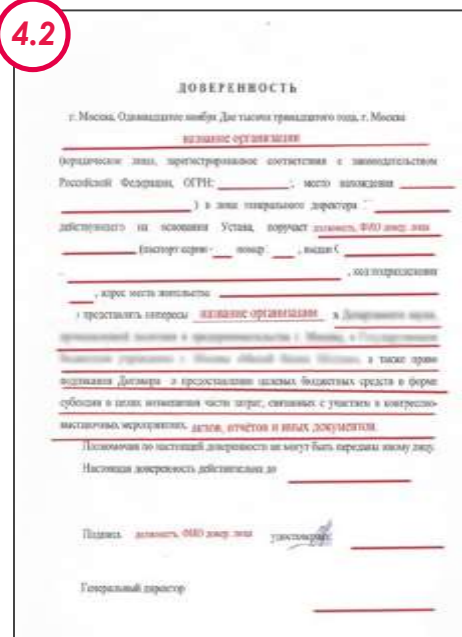 4.2
ДОВЕРЕННОСТЬ
г. Москва, Одиннадцатое ноября Две тысячи тринадцатого года, г. Москва
название организации
(юридическое лицо, зарегистрированное соответствии с законодательством
Российской Федерации, ОГРН: ; место нахождения
) в лице генерального директора
действующего на основании Устава, поручает должность, ФИО довер. лица
(паспорт серии - номер , выдан
, код подразделения
, адрес места жительства:
представлять интересы название организации в Департаменте науки,
промышленной политики и предпринимательства г. Москвы, в Государственном
бюджетном учреждении г. Москвы «Малый бизнес Москвы», а также право
подписания Договора о предоставлении целевых бюджетных средств в форме
субсидии в целях возмещения части затрат, связанных с участием в конгрессно-
выставочных мероприятиях, актов, отчётов и иных документов.
Полномочия по настоящей доверенности не могут быть переданы иному лицу.
Настоящая доверенность действительна до
Подпись должность, ФИО довер. лица удостоверяю:
Генеральный директор